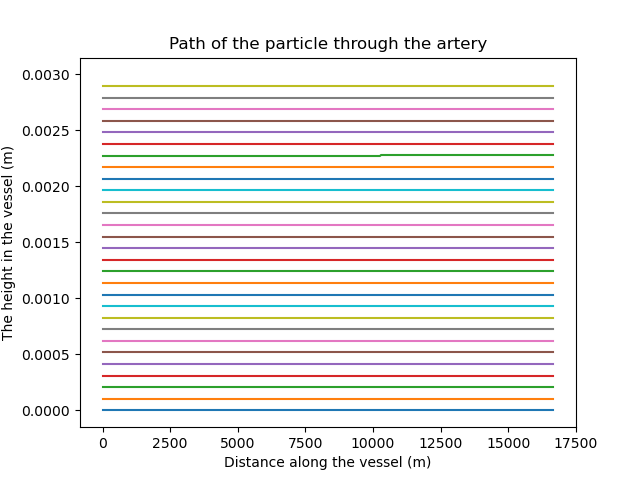 Path of the particle through the artery
0.0030
0.0025
0.0020
0.0015
0.0010
0.0005
0.0000
The height in the vessel (m)
0 2500 5000 7500 10000 12500 15000 17500
Distance along the vessel (m)